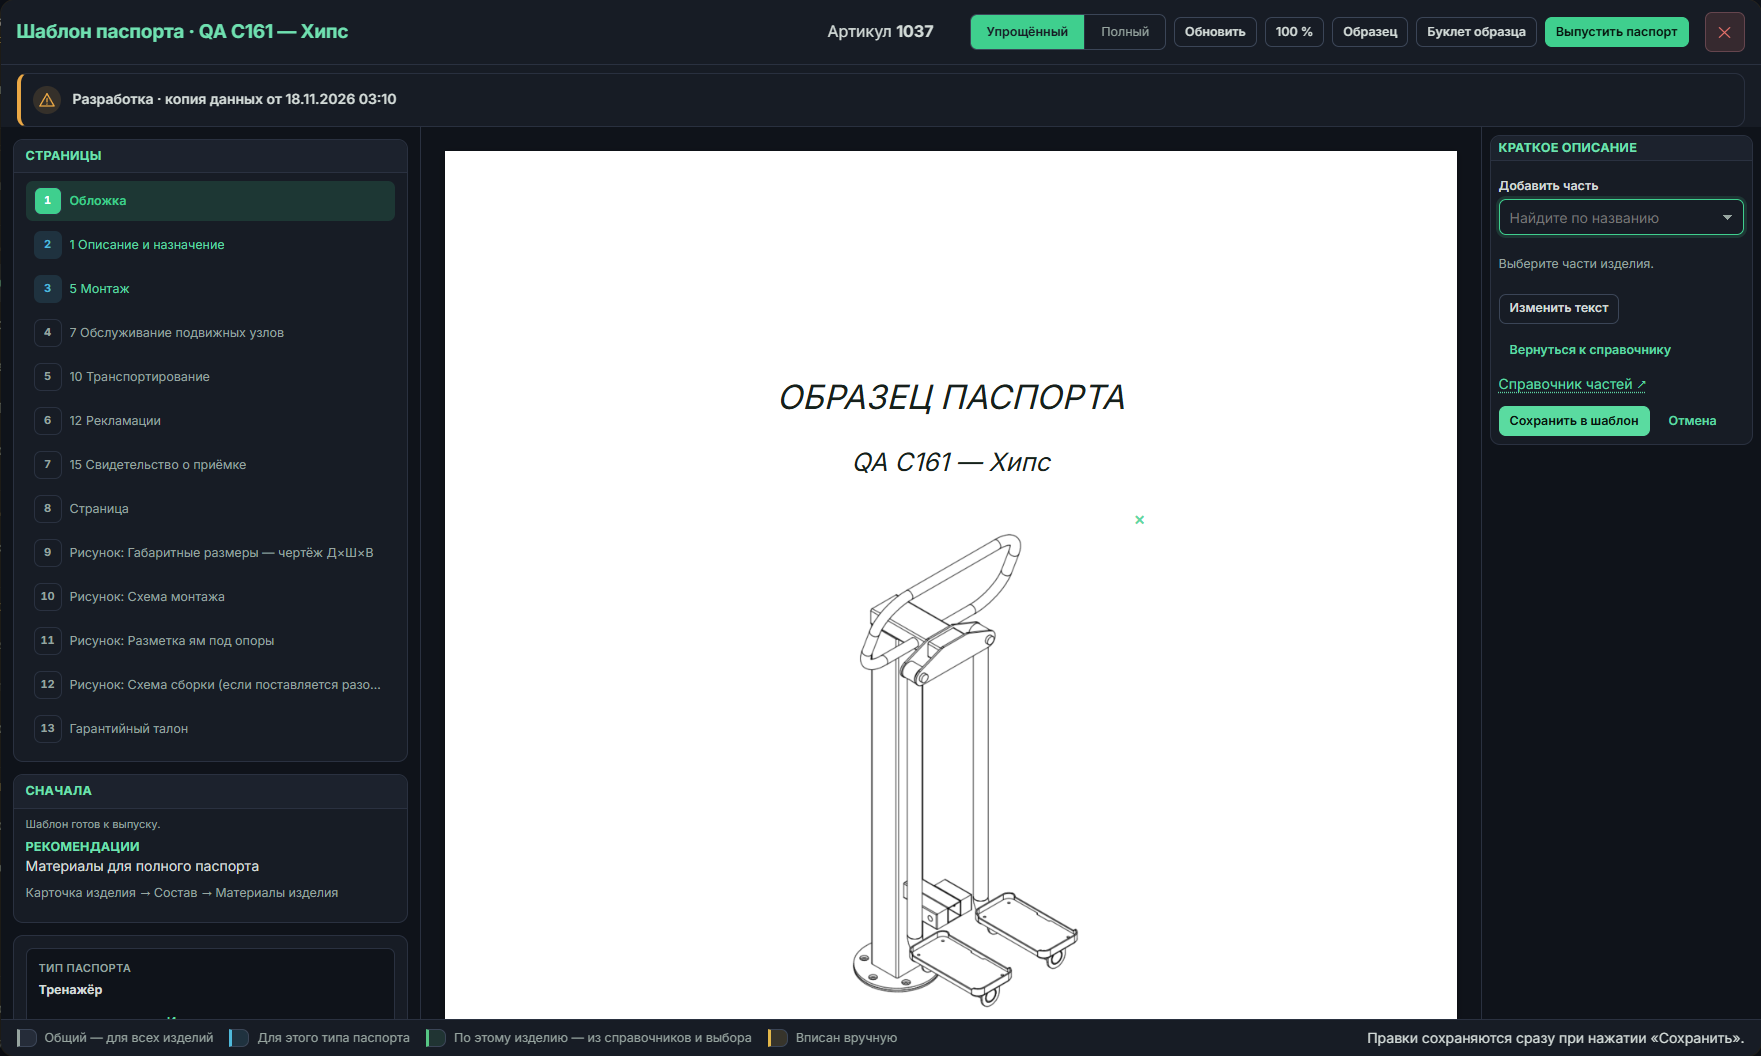 Шаблон паспорта · QA C161 — Хипс
Артикул 1037
Упрощённый
Полный
Обновить
100 %
Образец
Буклет образца
Выпустить паспорт
Разработка · копия данных от 18.11.2026 03:10
СТРАНИЦЫ
1 Обложка
2 1 Описание и назначение
3 5 Монтаж
4 7 Обслуживание подвижных узлов
5 10 Транспортирование
6 12 Рекламации
7 15 Свидетельство о приёмке
8 Страница
9 Рисунок: Габаритные размеры — чертёж Д×Ш×В
10 Рисунок: Схема монтажа
11 Рисунок: Разметка ям под опоры
12 Рисунок: Схема сборки (если поставляется разо...
13 Гарантийный талон
СНАЧАЛА
Шаблон готов к выпуску.
РЕКОМЕНДАЦИИ
Материалы для полного паспорта
Карточка изделия → Состав → Материалы изделия
ТИП ПАСПОРТА
Тренажёр
ОБРАЗЕЦ ПАСПОРТА
QA C161 — Хипс
КРАТКОЕ ОПИСАНИЕ
Добавить часть
Найдите по названию
Выберите части изделия.
Изменить текст
Вернуться к справочнику
Справочник частей ↗
Сохранить в шаблон
Отмена
Общий — для всех изделий
Для этого типа паспорта
По этому изделию — из справочников и выбора
Вписан вручную
Правки сохраняются сразу при нажатии «Сохранить».